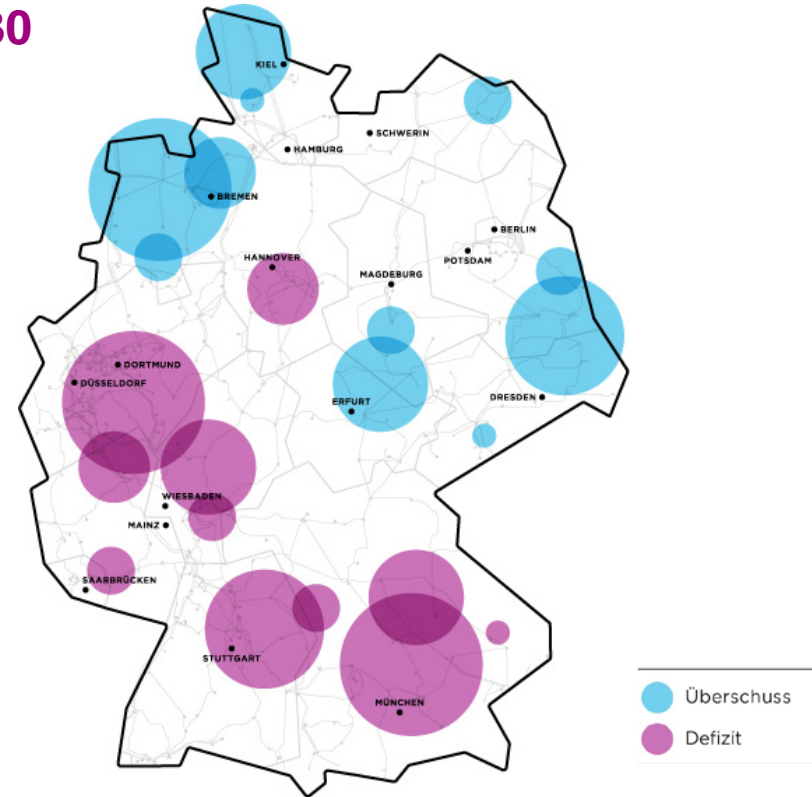 KIEL
SCHWERIN
HAMBURG
BREMEN
BERLIN
POTSDAM
HANNOVER
MAGDEBURG
DORTMUND
DÜSSELDORF
ERFURT
DRESDEN
WIESBADEN
MAINZ
SAARBRÜCKEN
STUTTGART
MÜNCHEN
Überschuss
Defizit